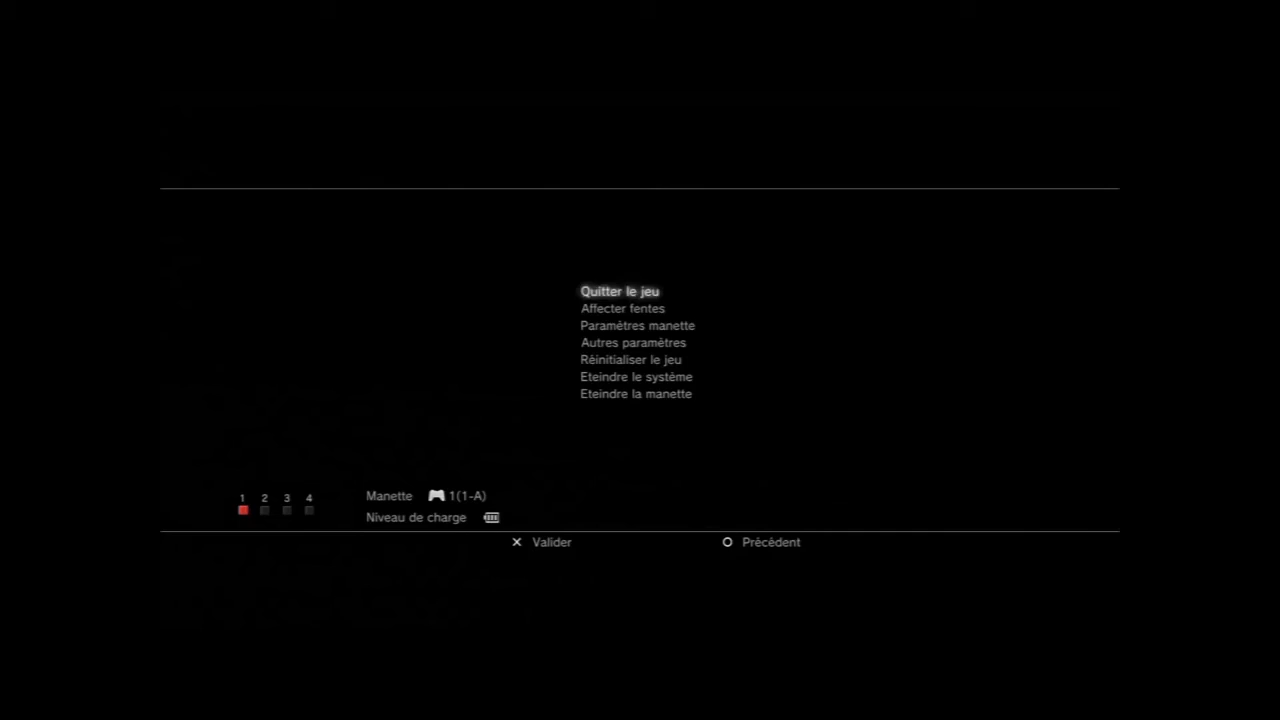 Quitter le jeu
Affecter fentes
Paramètres manette
Autres paramètres
Réinitialiser le jeu
Eteindre le système
Eteindre la manette
1 2 3 4
Manette 1(1-A)
Niveau de charge
Valider
Précédent